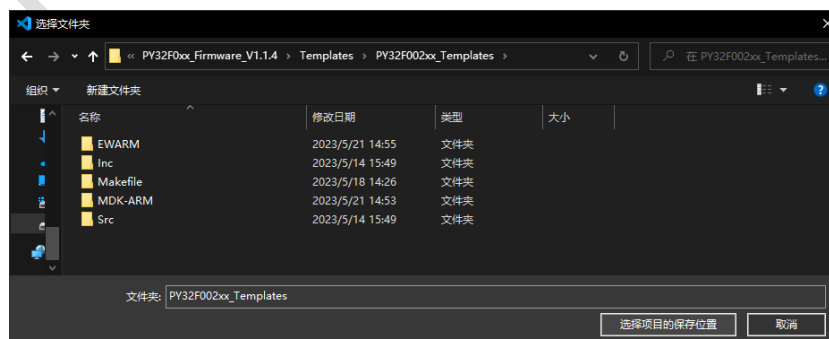 选择文件夹
« PY32F0xx_Firmware_V1.1.4 › Templates › PY32F002xx_Templates ›
在 PY32F002xx_Templates...
组织 新建文件夹
名称 修改日期 类型 大小
EWARM 2023/5/21 14:55 文件夹
Inc 2023/5/14 15:49 文件夹
Makefile 2023/5/18 14:26 文件夹
MDK-ARM 2023/5/21 14:53 文件夹
Src 2023/5/14 15:49 文件夹
文件夹: PY32F002xx_Templates
选择项目的保存位置 取消